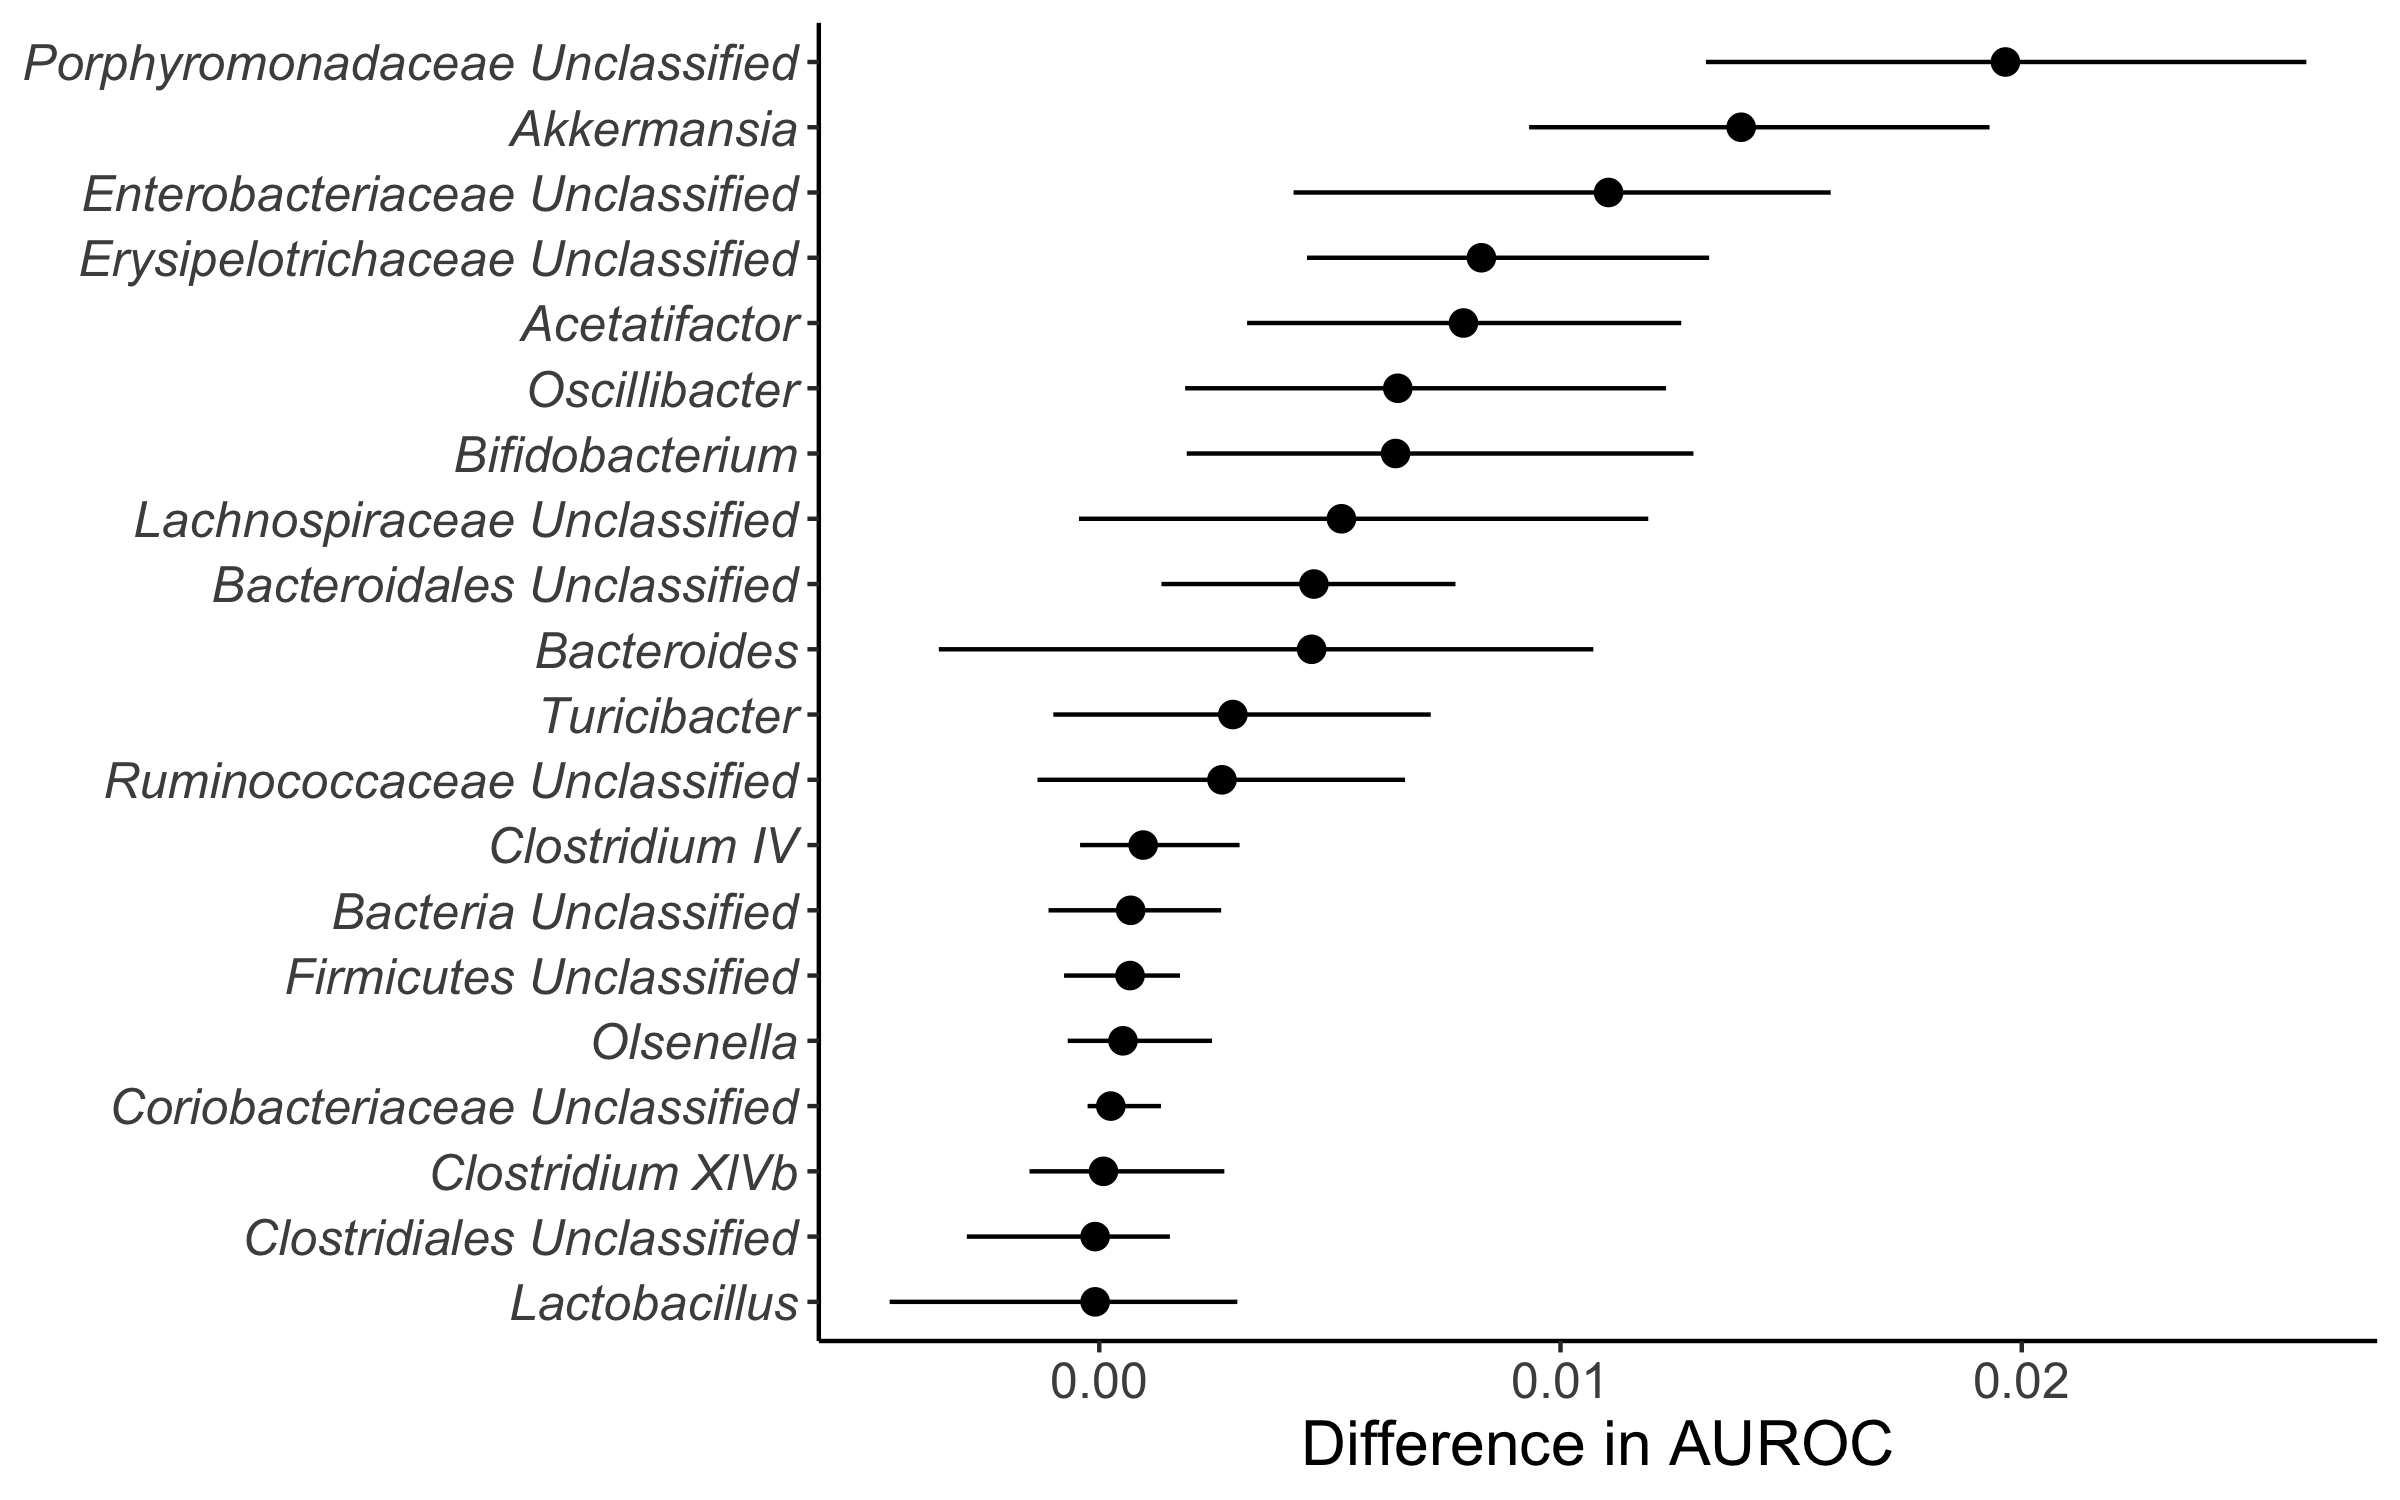 Porphyromonadaceae Unclassified
Akkermansia
Enterobacteriaceae Unclassified
Erysipelotrichaceae Unclassified
Acetatifactor
Oscillibacter
Bifidobacterium
Lachnospiraceae Unclassified
Bacteroidales Unclassified
Bacteroides
Turicibacter
Ruminococcaceae Unclassified
Clostridium IV
Bacteria Unclassified
Firmicutes Unclassified
Olsenella
Coriobacteriaceae Unclassified
Clostridium XIVb
Clostridiales Unclassified
Lactobacillus
0.00 0.01 0.02
Difference in AUROC